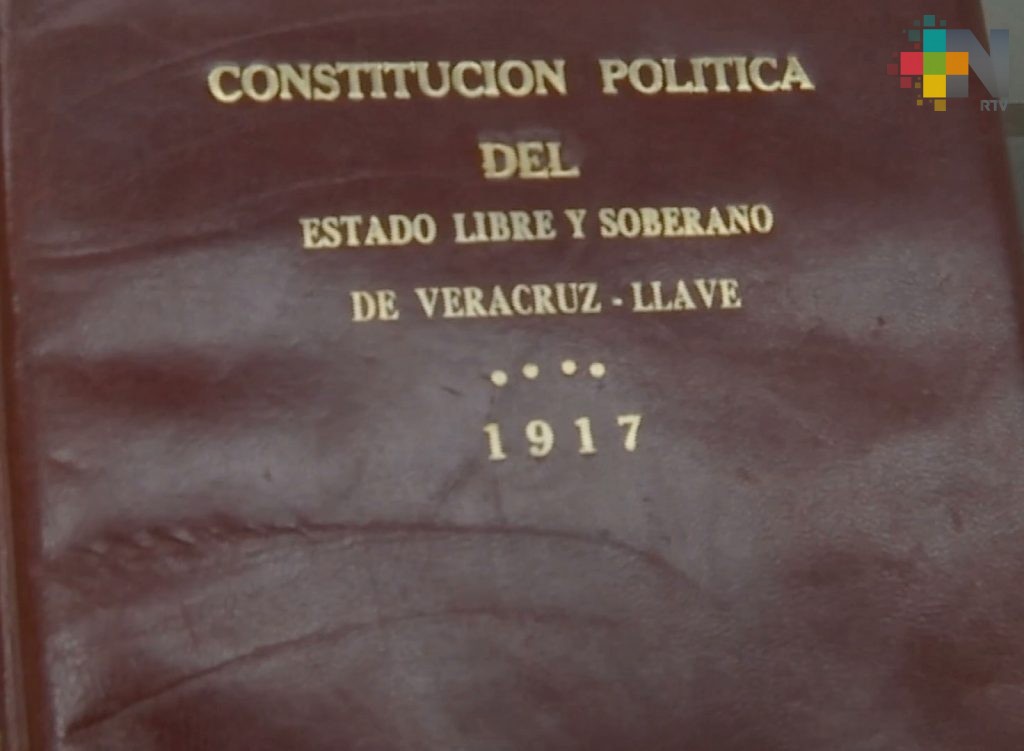 CONSTITUCION POLITICA
DEL
ESTADO LIBRE Y SOBERANO
DE VERACRUZ - LLAVE
....
1917
N
RTV